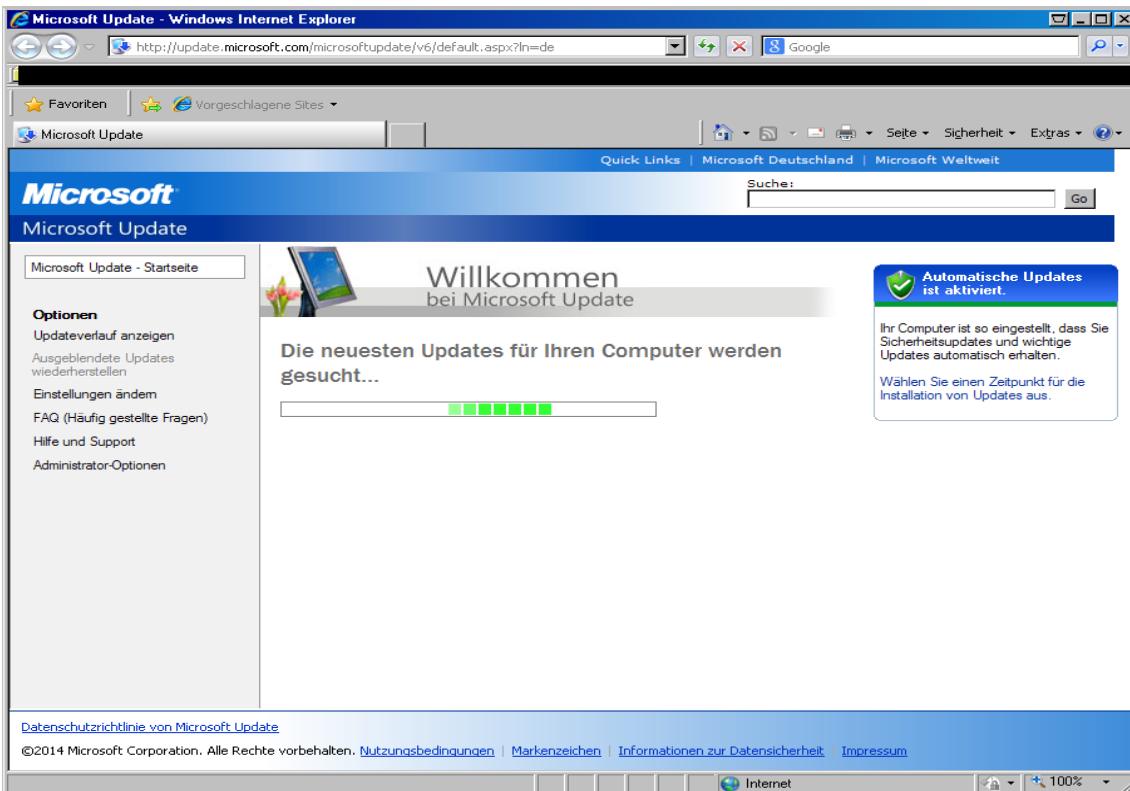 Microsoft Update - Windows Internet Explorer
http://update.microsoft.com/microsoftupdate/v6/default.aspx?ln=de
Google
Favoriten Vorgeschlagene Sites
Microsoft Update Seite Sicherheit Extras
Quick Links | Microsoft Deutschland | Microsoft Weltweit
Microsoft
Suche:
Go
Microsoft Update
Microsoft Update - Startseite
Optionen
Updateverlauf anzeigen
Ausgeblendete Updates
wiederherstellen
Einstellungen ändern
FAQ (Häufig gestellte Fragen)
Hilfe und Support
Administrator-Optionen
Willkommen
bei Microsoft Update
Die neuesten Updates für Ihren Computer werden
gesucht...
Automatische Updates
ist aktiviert.
Ihr Computer ist so eingestellt, dass Sie
Sicherheitsupdates und wichtige
Updates automatisch erhalten.
Wählen Sie einen Zeitpunkt für die
Installation von Updates aus.
Datenschutzrichtlinie von Microsoft Update
©2014 Microsoft Corporation. Alle Rechte vorbehalten. Nutzungsbedingungen | Markenzeichen | Informationen zur Datensicherheit | Impressum
Internet 100%